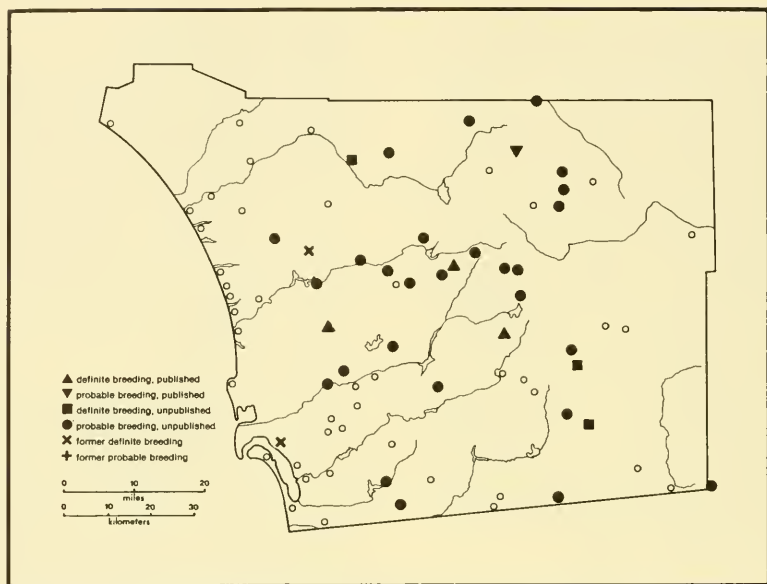 definite breeding, published
probable breeding, published
definite breeding, unpublished
probable breeding, unpublished
former definite breeding
former probable breeding
0 20
miles
0 10 20 30
kilometers